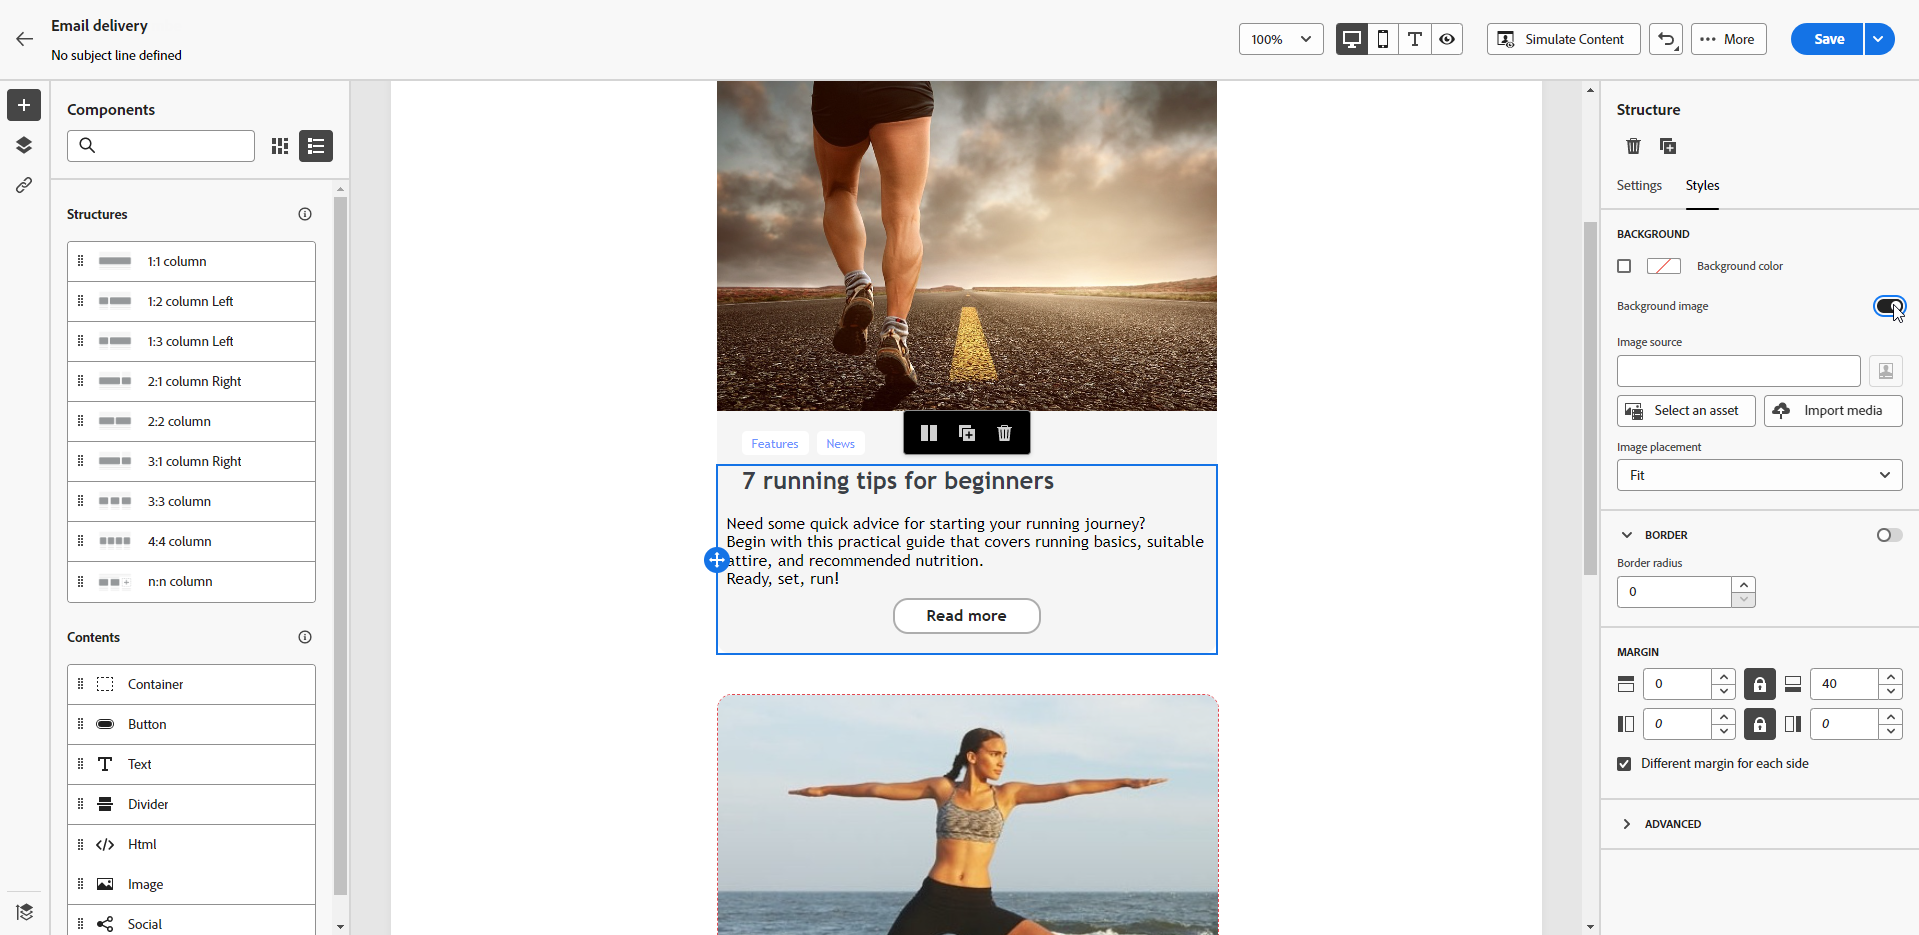 Email delivery
No subject line defined
100%
Simulate Content
More
Save
Components
Structures
1:1 column
1:2 column Left
1:3 column Left
2:1 column Right
2:2 column
3:1 column Right
3:3 column
4:4 column
n:n column
Contents
Container
Button
Text
Divider
Html
Image
Social
Features
News
7 running tips for beginners
Need some quick advice for starting your running journey?
Begin with this practical guide that covers running basics, suitable
attire, and recommended nutrition.
Ready, set, run!
Read more
Structure
Settings
Styles
BACKGROUND
Background color
Background image
Image source
Select an asset
Import media
Image placement
Fit
BORDER
Border radius
0
MARGIN
0
40
0
0
Different margin for each side
ADVANCED